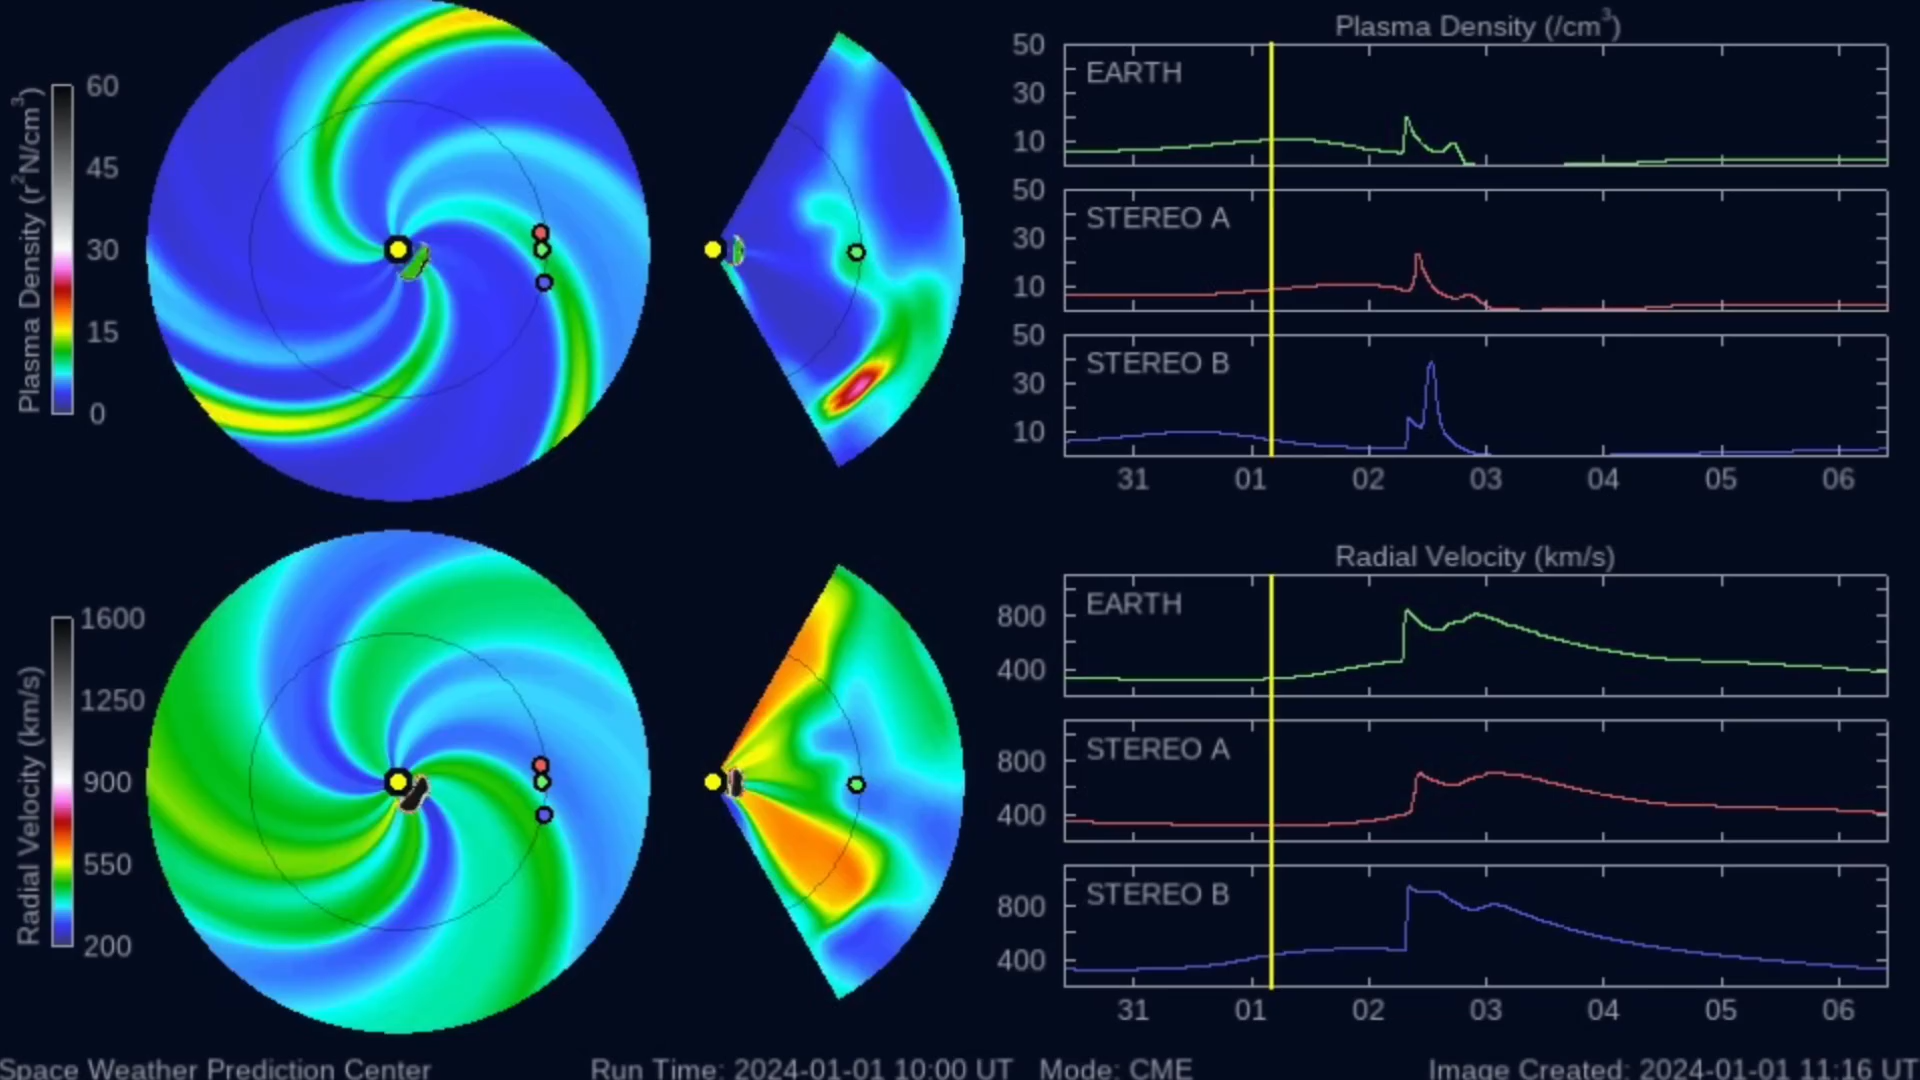 Plasma Density (/cm3)
Plasma Density (r2N/cm3)
60
45
30
15
0
50
30
10
EARTH
50
30
10
STEREO A
50
30
10
STEREO B
31 01 02 03 04 05 06
Radial Velocity (km/s)
Radial Velocity (km/s)
1600
1250
900
550
200
800
400
EARTH
800
400
STEREO A
800
400
STEREO B
31 01 02 03 04 05 06
Space Weather Prediction Center Run Time: 2024-01-01 10:00 UT Mode: CME Image Created: 2024-01-01 11:16 UT